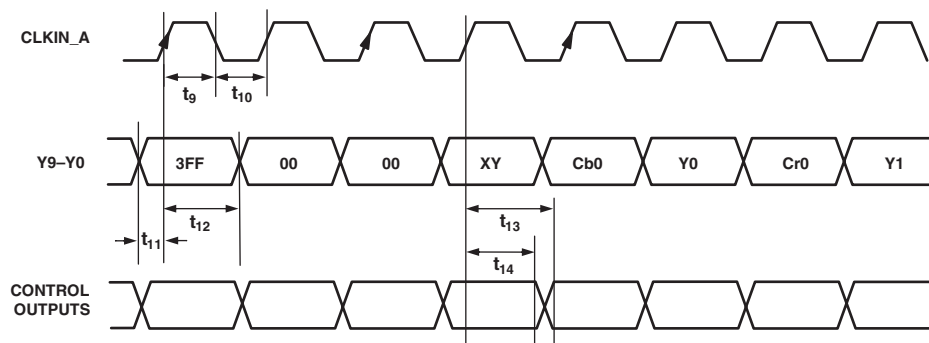 CLKIN_A
t9
t10
Y9–Y0
3FF
00
00
XY
Cb0
Y0
Cr0
Y1
t12
t13
t11
t14
CONTROL
OUTPUTS